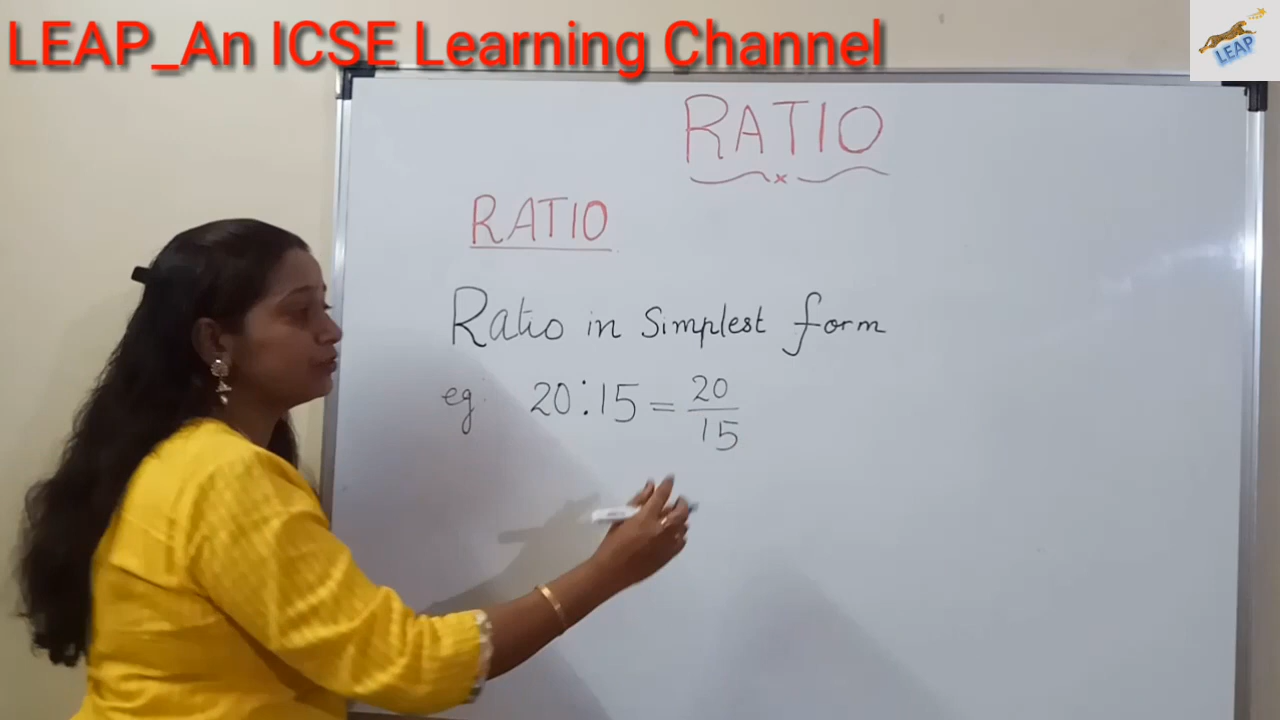 LEAP_An ICSE Learning Channel
LEAP
RATIO
RATIO
Ratio in Simplest form
eg: 20:15 = 20/15